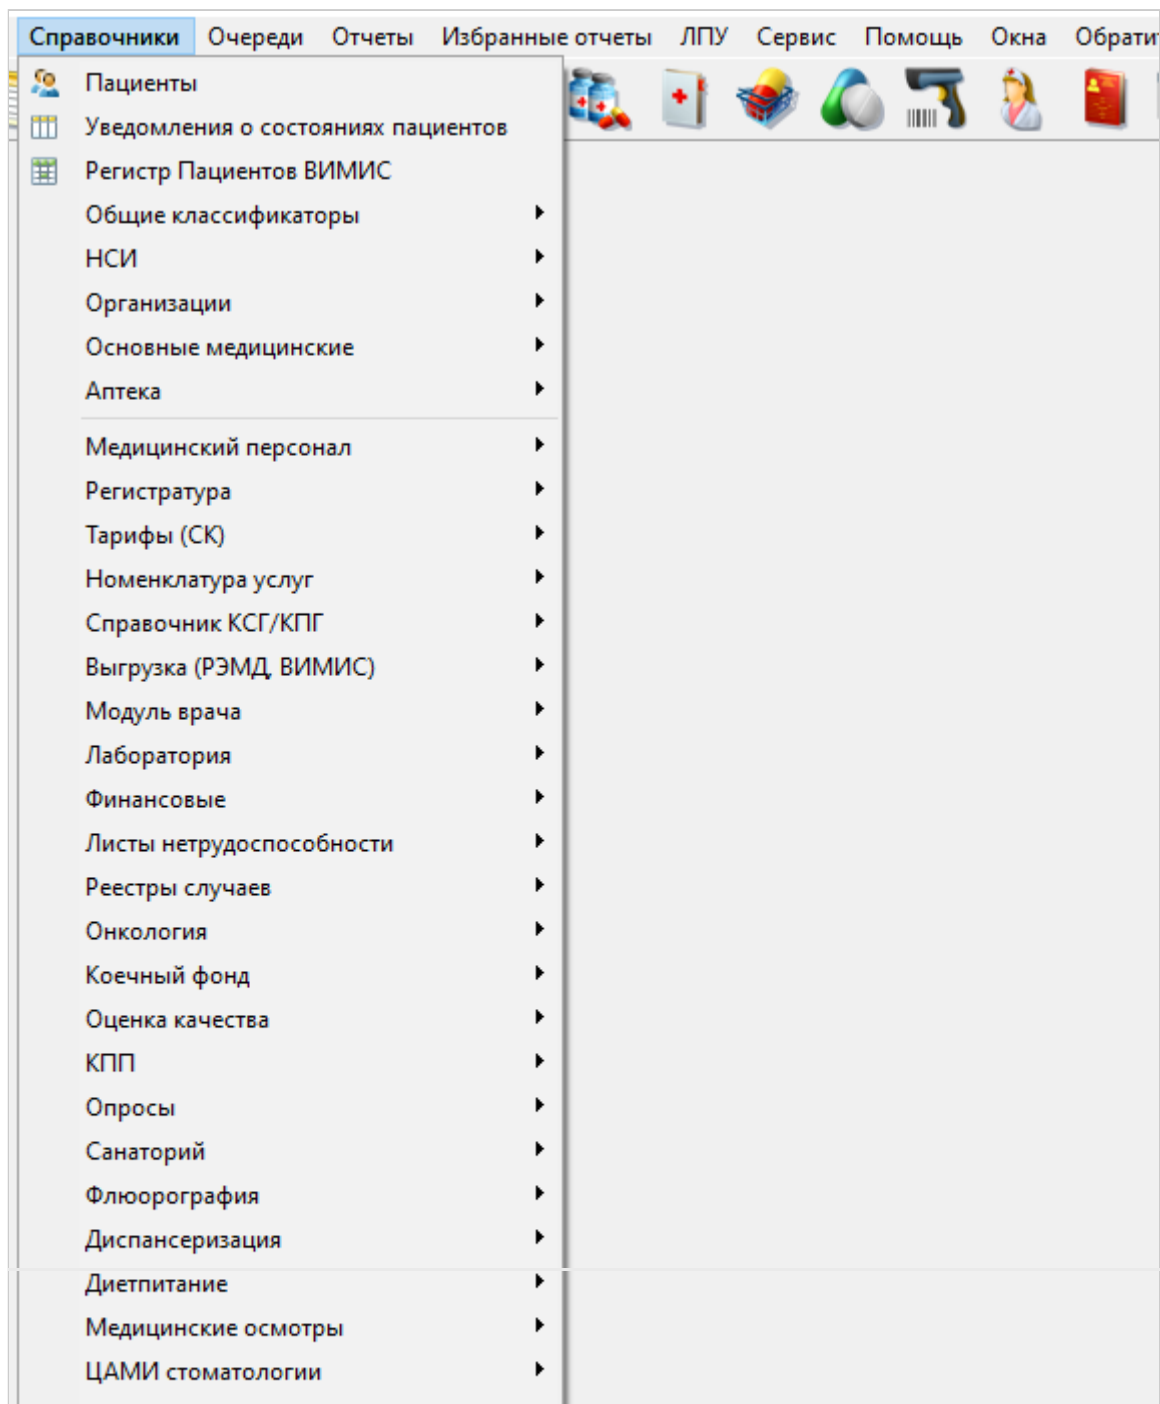 Справочники Очереди Отчеты Избранные отчеты ЛПУ Сервис Помощь Окна Обрати
Пациенты
Уведомления о состояниях пациентов
Регистр Пациентов ВИМИС
Общие классификаторы
НСИ
Организации
Основные медицинские
Аптека
Медицинский персонал
Регистратура
Тарифы (СК)
Номенклатура услуг
Справочник КСГ/КПГ
Выгрузка (РЭМД, ВИМИС)
Модуль врача
Лаборатория
Финансовые
Листы нетрудоспособности
Реестры случаев
Онкология
Коечный фонд
Оценка качества
КПП
Опросы
Санаторий
Флюорография
Диспансеризация
Диетпитание
Медицинские осмотры
ЦАМИ стоматологии